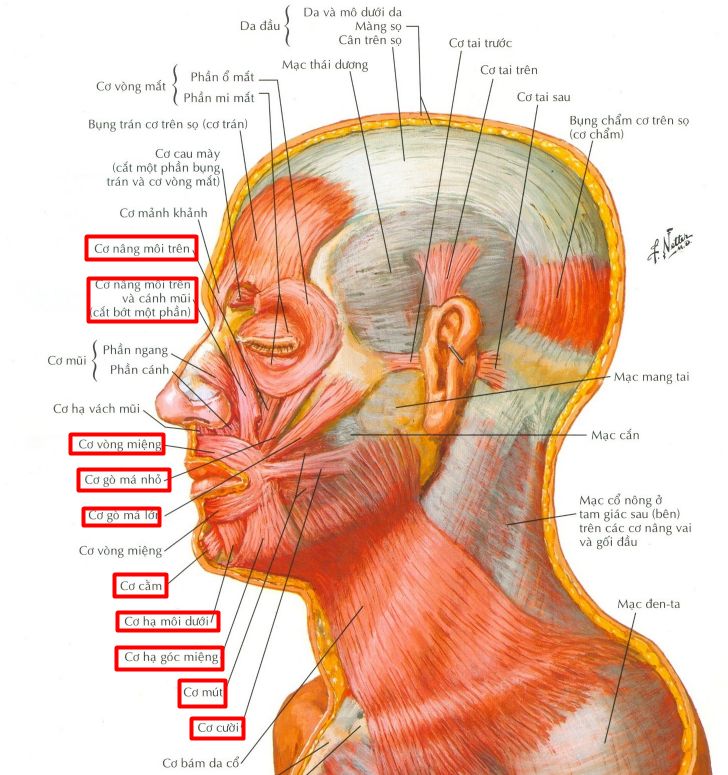 Da đầu
Da và mô dưới da
Màng sọ
Cân trên sọ
Cơ tai trước
Mạc thái dương
Cơ tai trên
Cơ vòng mắt
Phần ổ mắt
Phần mi mắt
Cơ tai sau
Bụng trán cơ trên sọ (cơ trán)
Bụng chẩm cơ trên sọ
(cơ chẩm)
Cơ cau mày
(cắt một phần bụng
trán và cơ vòng mắt)
Cơ mảnh khảnh
Cơ nâng môi trên
Cơ nâng môi trên
và cánh mũi
(cắt bớt một phần)
Cơ mũi
Phần ngang
Phần cánh
Mạc mang tai
Cơ hạ vách mũi
Cơ vòng miệng
Mạc cắn
Cơ gò má nhỏ
Cơ gò má lớn
Mạc cổ nông ở
tam giác sau (bên)
trên các cơ nâng vai
và gối đầu
Cơ vòng miệng
Cơ cằm
Mạc đen-ta
Cơ hạ môi dưới
Cơ hạ góc miệng
Cơ mút
Cơ cười
Cơ bám da cổ
F. Netter
M.D.